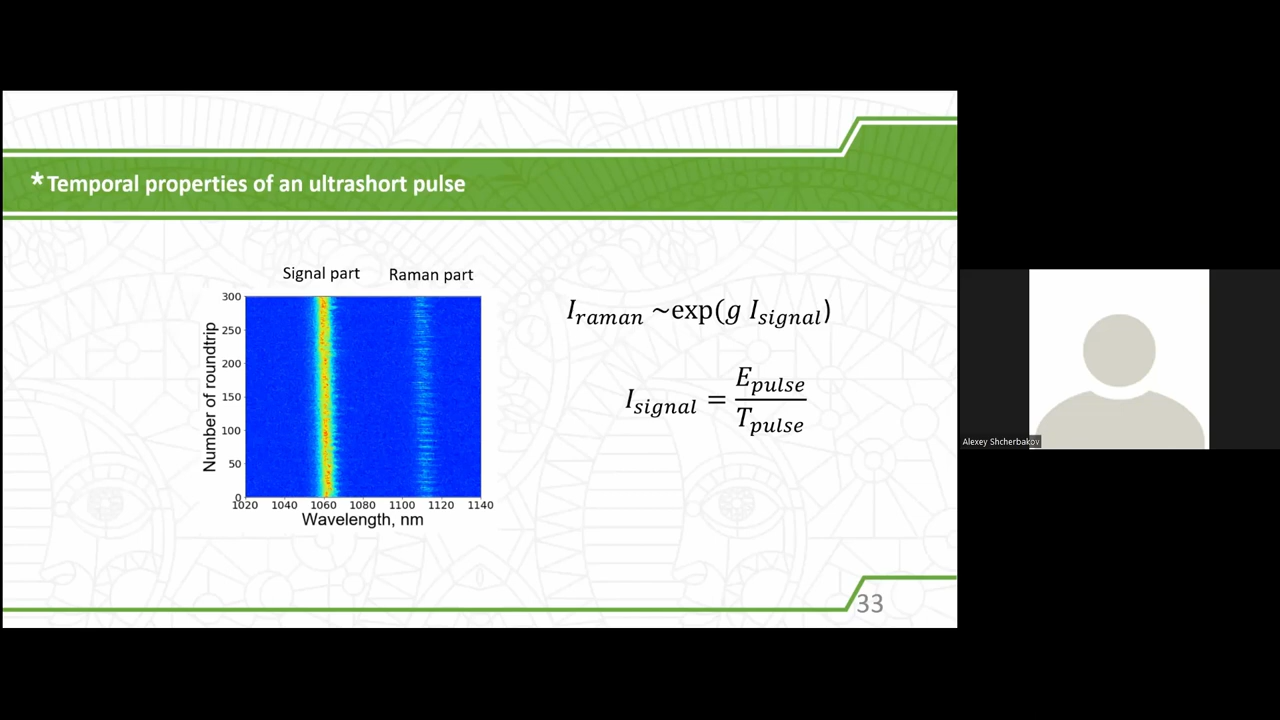 *Temporal properties of an ultrashort pulse
Signal part
Raman part
300
250
200
150
100
50
0
Number of roundtrip
1020 1040 1060 1080 1100 1120 1140
Wavelength, nm
I_raman ~exp(g I_signal)
I_signal = E_pulse / T_pulse
33
Alexey Shcherbakov